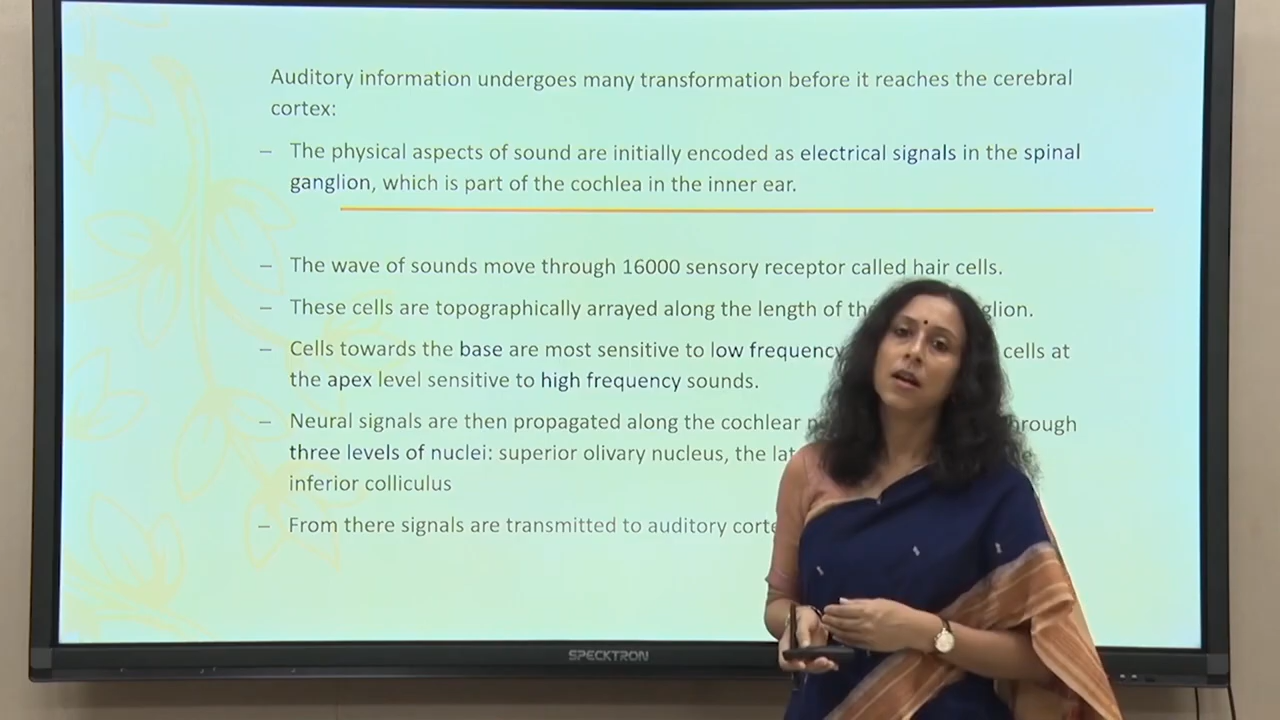 Auditory information undergoes many transformation before it reaches the cerebral
cortex:
– The physical aspects of sound are initially encoded as electrical signals in the spinal
ganglion, which is part of the cochlea in the inner ear.
– The wave of sounds move through 16000 sensory receptor called hair cells.
– These cells are topographically arrayed along the length of
– Cells towards the base are most sensitive to low frequency cells at
the apex level sensitive to high frequency sounds.
– Neural signals are then propagated along the cochlear
three levels of nuclei: superior olivary nucleus, the
inferior colliculus
– From there signals are transmitted to auditory
SPECKTRON